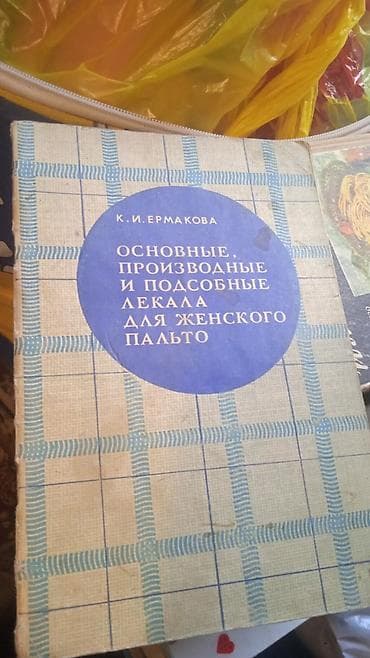 К. И. ЕРМАКОВА
ОСНОВНЫЕ,
ПРОИЗВОДНЫЕ
И ПОДСОБНЫЕ
ЛЕКАЛА
ДЛЯ ЖЕНСКОГО
ПАЛЬТО